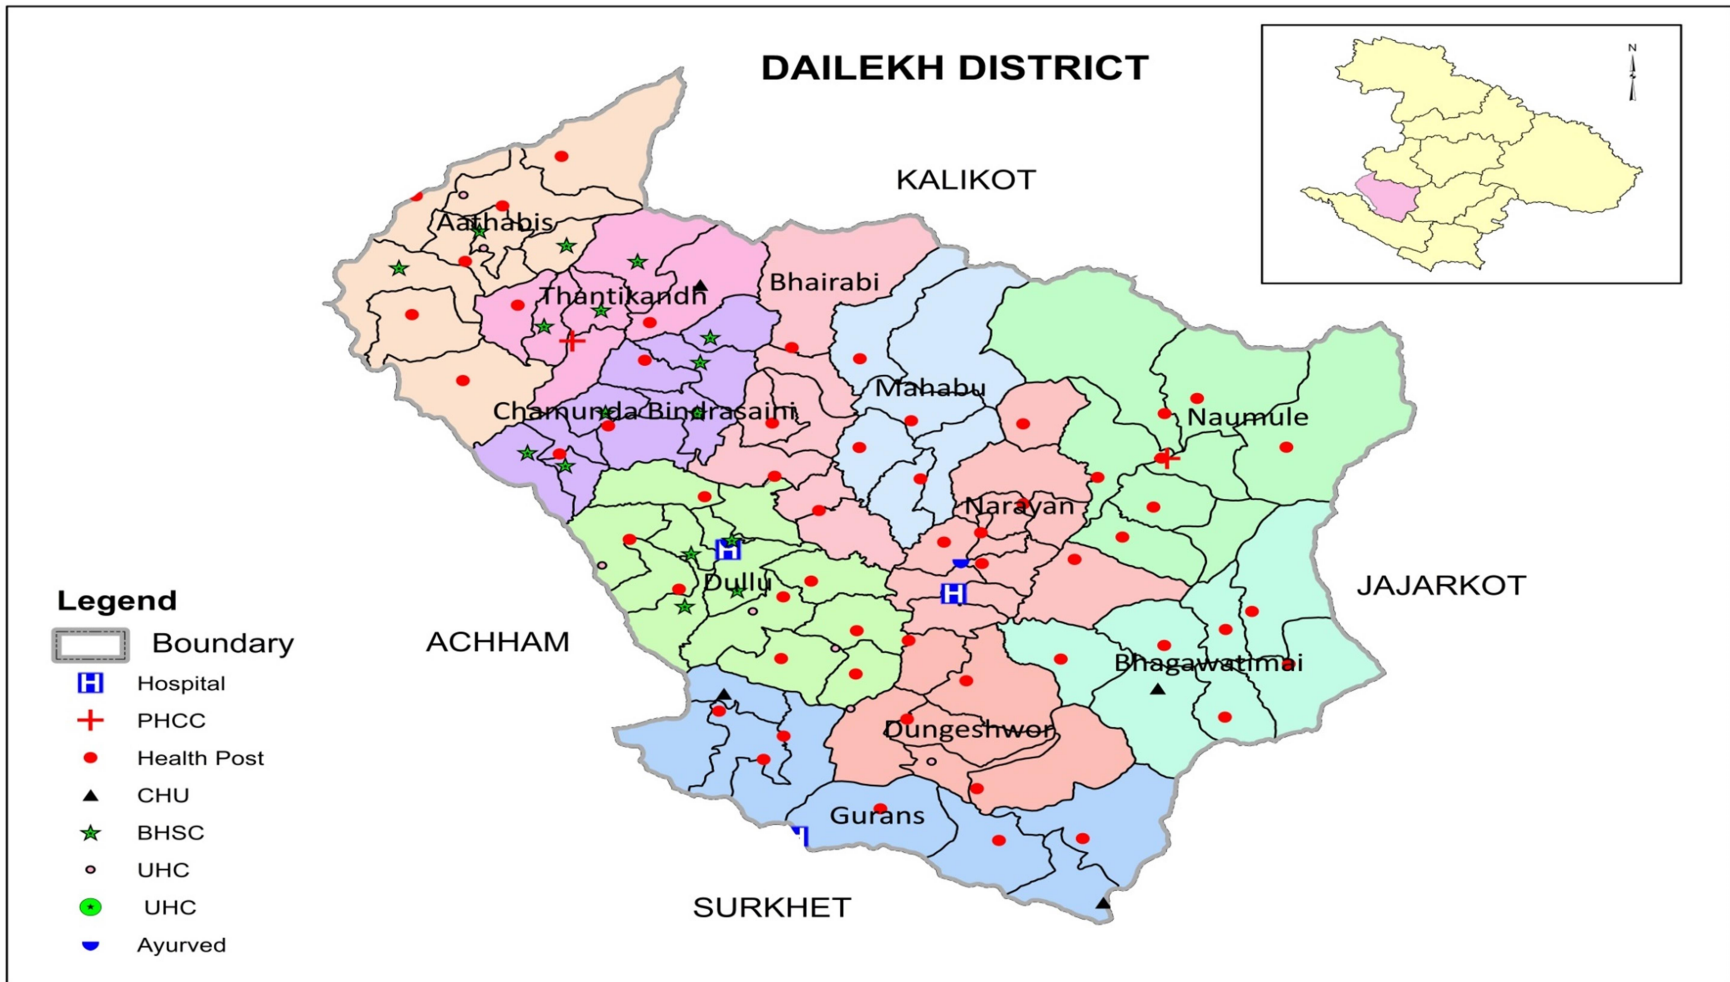 DAILEKH DISTRICT
N
KALIKOT
Aathabis
Bhairabi
Thantikandh
Mahabu
Chamunda Bindrasaini
Naumule
Narayan
Dullu
JAJARKOT
ACHHAM
Bhagawatimai
Dungeshwor
Gurans
SURKHET
Legend
Boundary
H Hospital
PHCC
Health Post
CHU
BHSC
UHC
UHC
Ayurved
H
H
H